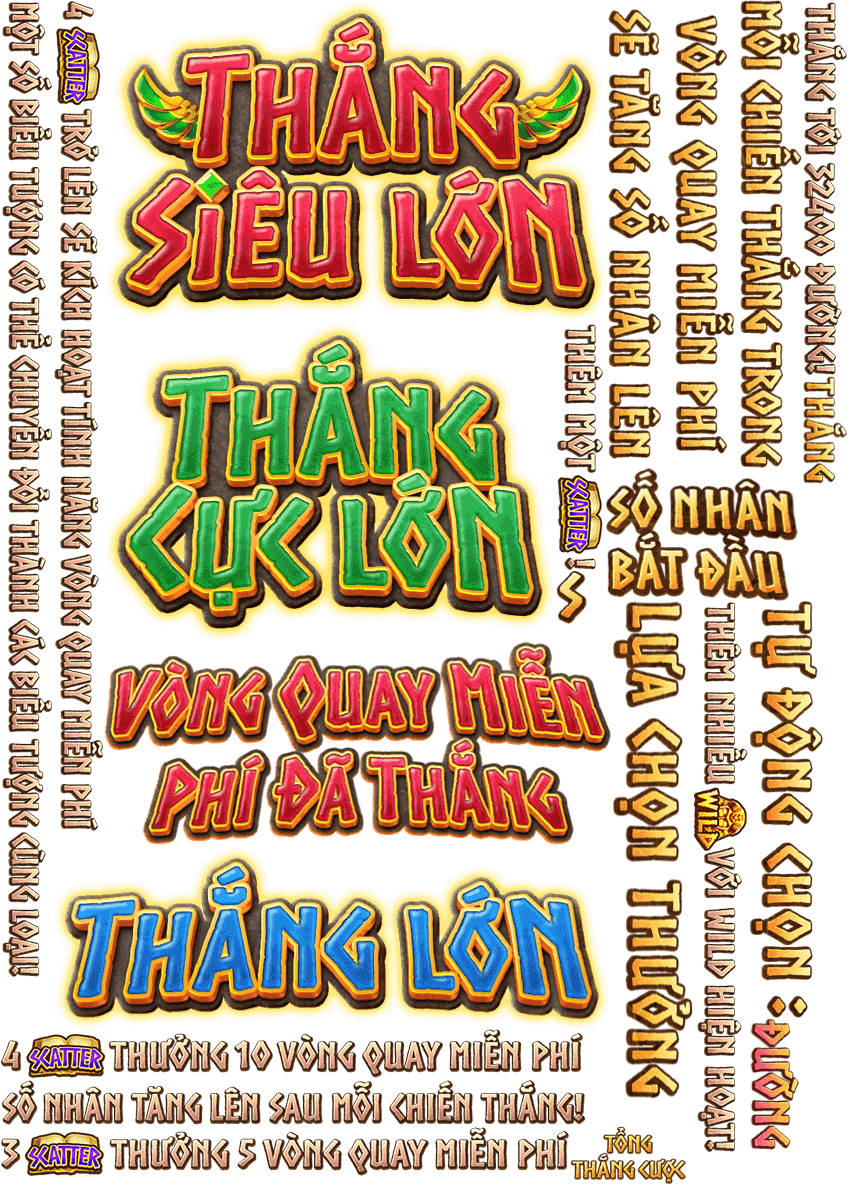 THẮNG
SIÊU LỚN
THẮNG
CỰC LỚN
VÒNG QUAY MIỄN
PHÍ ĐÃ THẮNG
THẮNG LỚN
4 SCATTER THƯỞNG 10 VÒNG QUAY MIỄN PHÍ
SỐ NHÂN TĂNG LÊN SAU MỖI CHIẾN THẮNG!
3 SCATTER THƯỞNG 5 VÒNG QUAY MIỄN PHÍ
TỔNG
THẮNG CƯỢC
4 SCATTER TRỞ LÊN SẼ KÍCH HOẠT TÍNH NĂNG VÒNG QUAY MIỄN PHÍ
MỘT SỐ BIỂU TƯỢNG CÓ THỂ CHUYỂN ĐỔI THÀNH CÁC BIỂU TƯỢNG CÙNG LOẠI!
THẮNG TỚI 32400 ĐƯỜNG! THẮNG
MỖI CHIẾN THẮNG TRONG
VÒNG QUAY MIỄN PHÍ
SẼ TĂNG SỐ NHÂN LÊN
THÊM MỘT SCATTER !
S
SỐ NHÂN
BẮT ĐẦU
TỰ ĐỘNG CHỌN :
ĐƯỜNG
THÊM NHIỀU WILD VỚI WILD HIỆN HOẠT!
LỰA CHỌN THƯỞNG